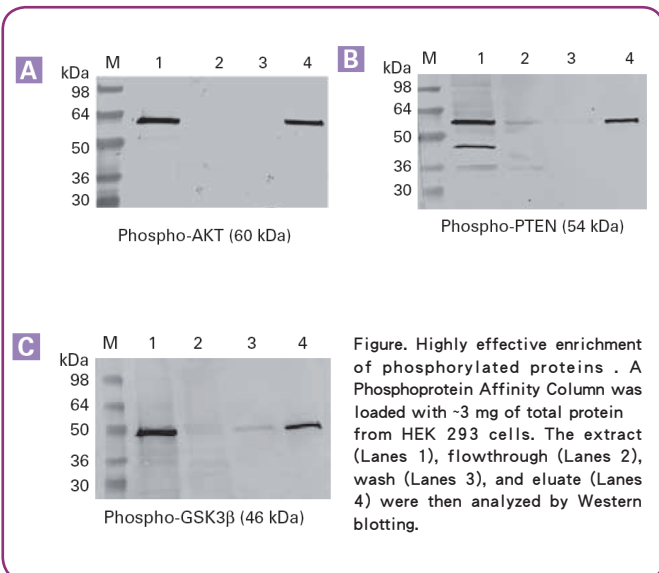 A
M 1 2 3 4
kDa
98
64
50
36
30
Phospho-AKT (60 kDa)
B
M 1 2 3 4
kDa
98
64
50
36
30
Phospho-PTEN (54 kDa)
C
M 1 2 3 4
kDa
98
64
50
36
30
Phospho-GSK3β (46 kDa)
Figure. Highly effective enrichment
of phosphorylated proteins . A
Phosphoprotein Affinity Column was
loaded with ~3 mg of total protein
from HEK 293 cells. The extract
(Lanes 1), flowthrough (Lanes 2),
wash (Lanes 3), and eluate (Lanes
4) were then analyzed by Western
blotting.